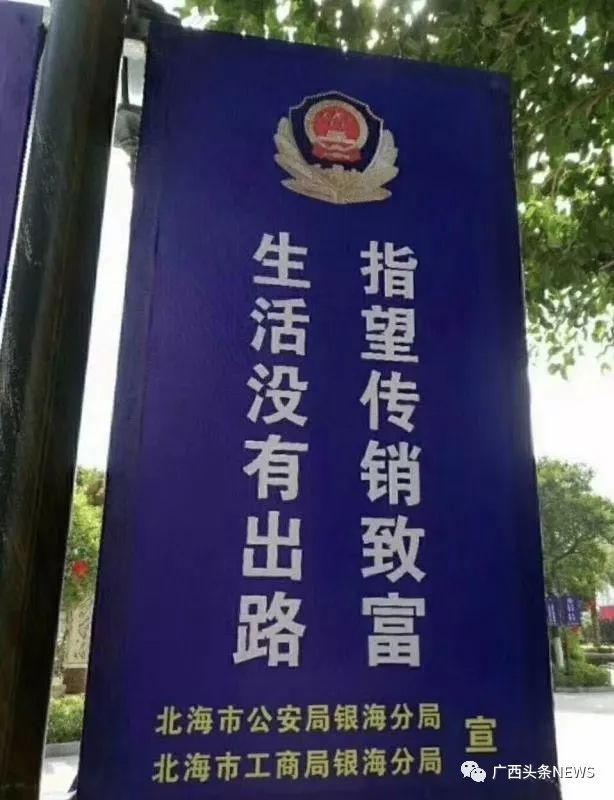 指望传销致富
生活没有出路
北海市公安局银海分局
北海市工商局银海分局
宣
广西头条NEWS